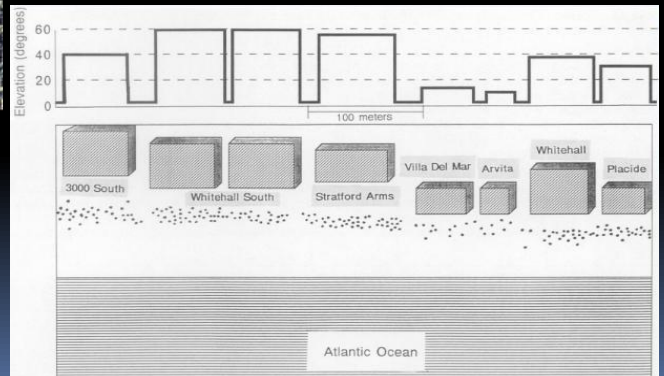 Elevation (degrees)
60
40
20
0
100 meters
3000 South
Whitehall South
Stratford Arms
Villa Del Mar
Arvita
Whitehall
Placide
Atlantic Ocean